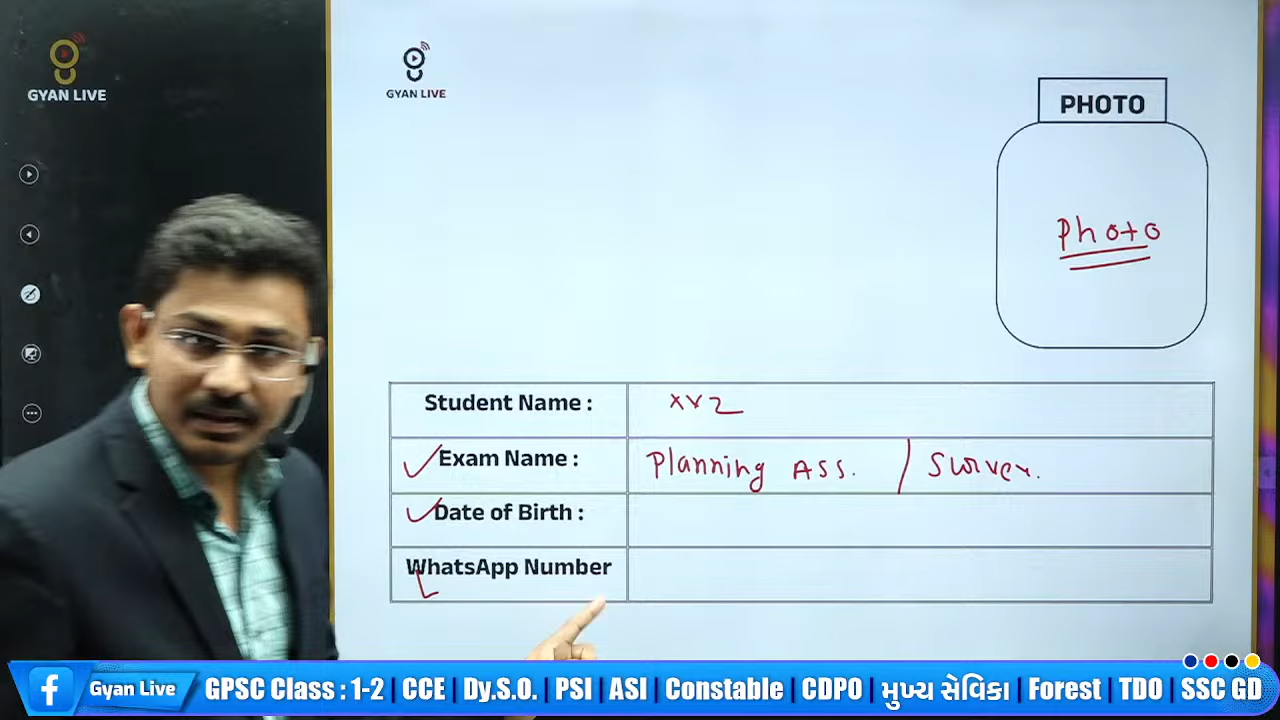 GYAN LIVE
GYAN LIVE
PHOTO
Photo
Student Name :
xyz
Exam Name :
Planning Ass. / Surver.
Date of Birth :
WhatsApp Number
f Gyan Live
GPSC Class : 1-2 | CCE | Dy.S.O. | PSI | ASI | Constable | CDPO | મુખ્ય સેવિકા | Forest | TDO | SSC GD